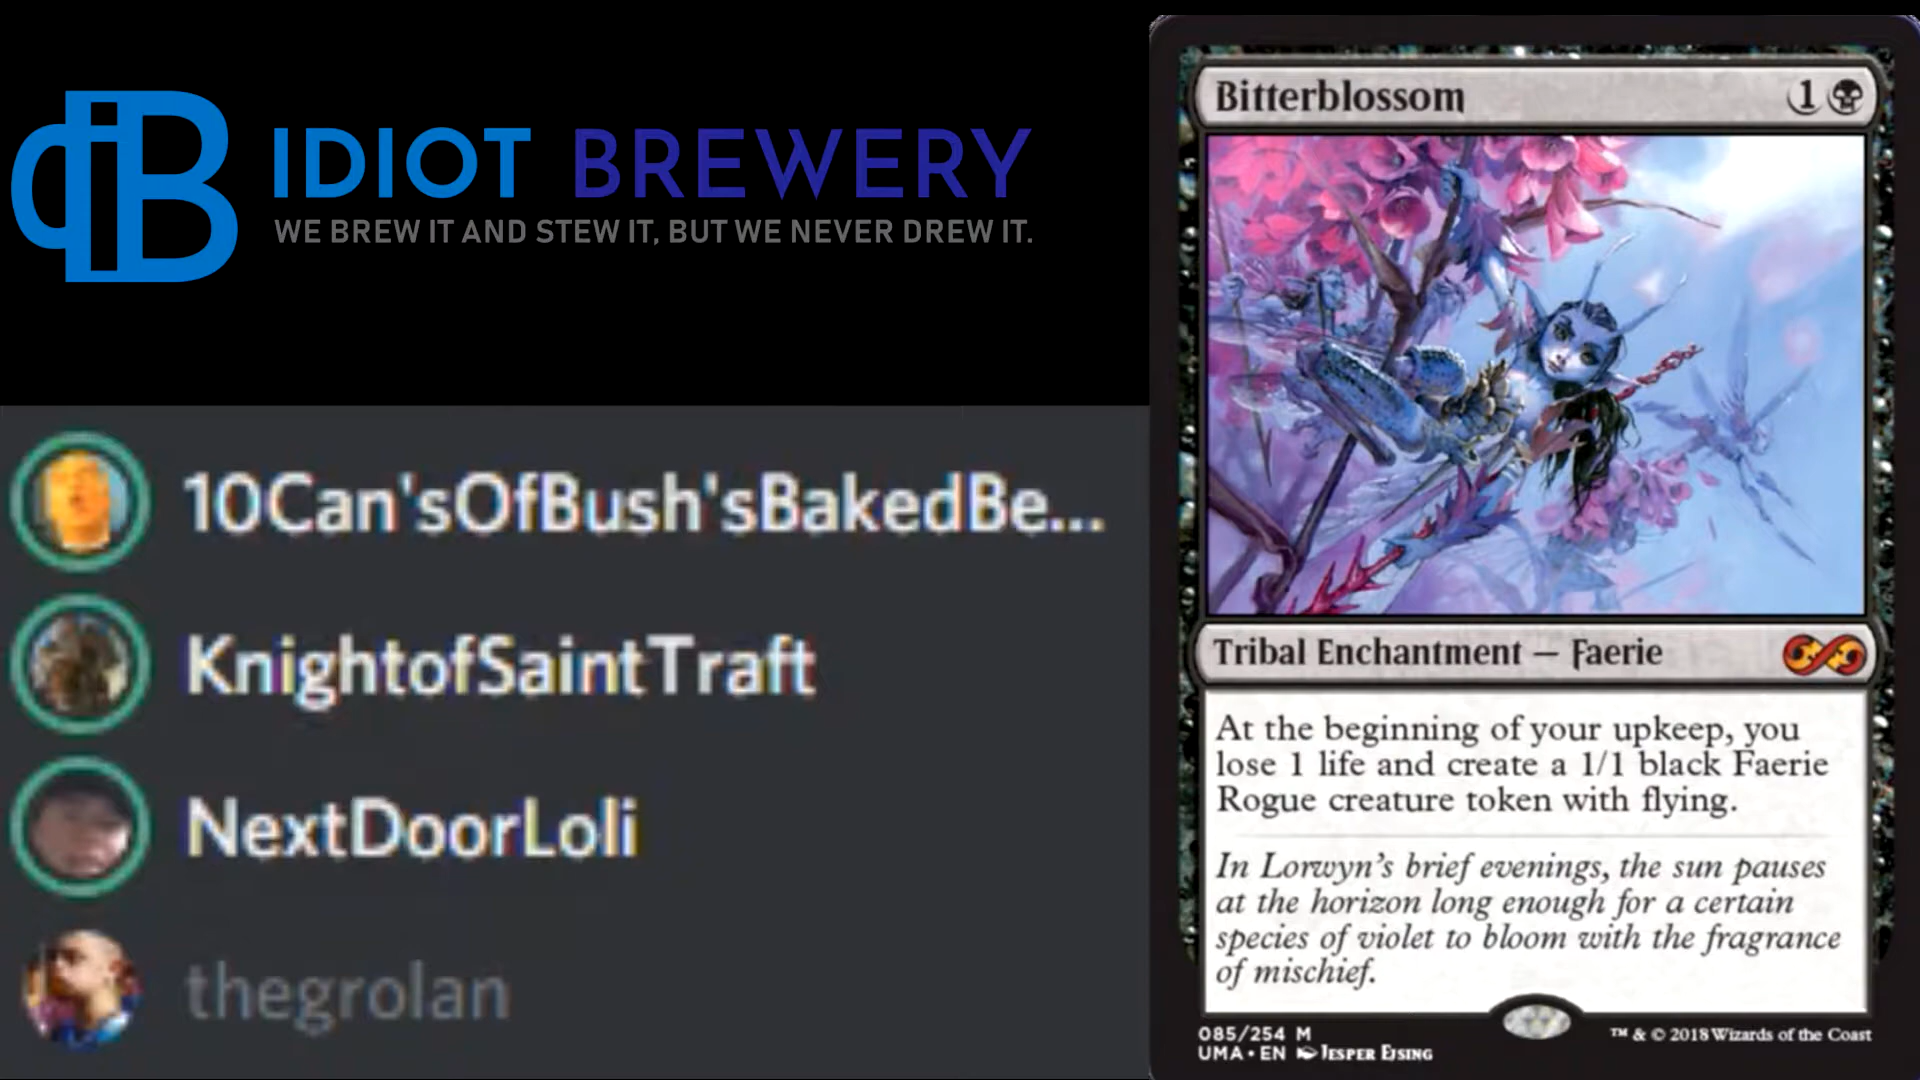 iB
IDIOT BREWERY
WE BREW IT AND STEW IT, BUT WE NEVER DREW IT.
10Can'sOfBush'sBakedBe...
KnightofSaintTraft
NextDoorLoli
thegrolan
Bitterblossom 1
Tribal Enchantment — Faerie
At the beginning of your upkeep, you
lose 1 life and create a 1/1 black Faerie
Rogue creature token with flying.
In Lorwyn's brief evenings, the sun pauses
at the horizon long enough for a certain
species of violet to bloom with the fragrance
of mischief.
085/254 M
UMA • EN JESPER EJSING
™ & © 2018 Wizards of the Coast